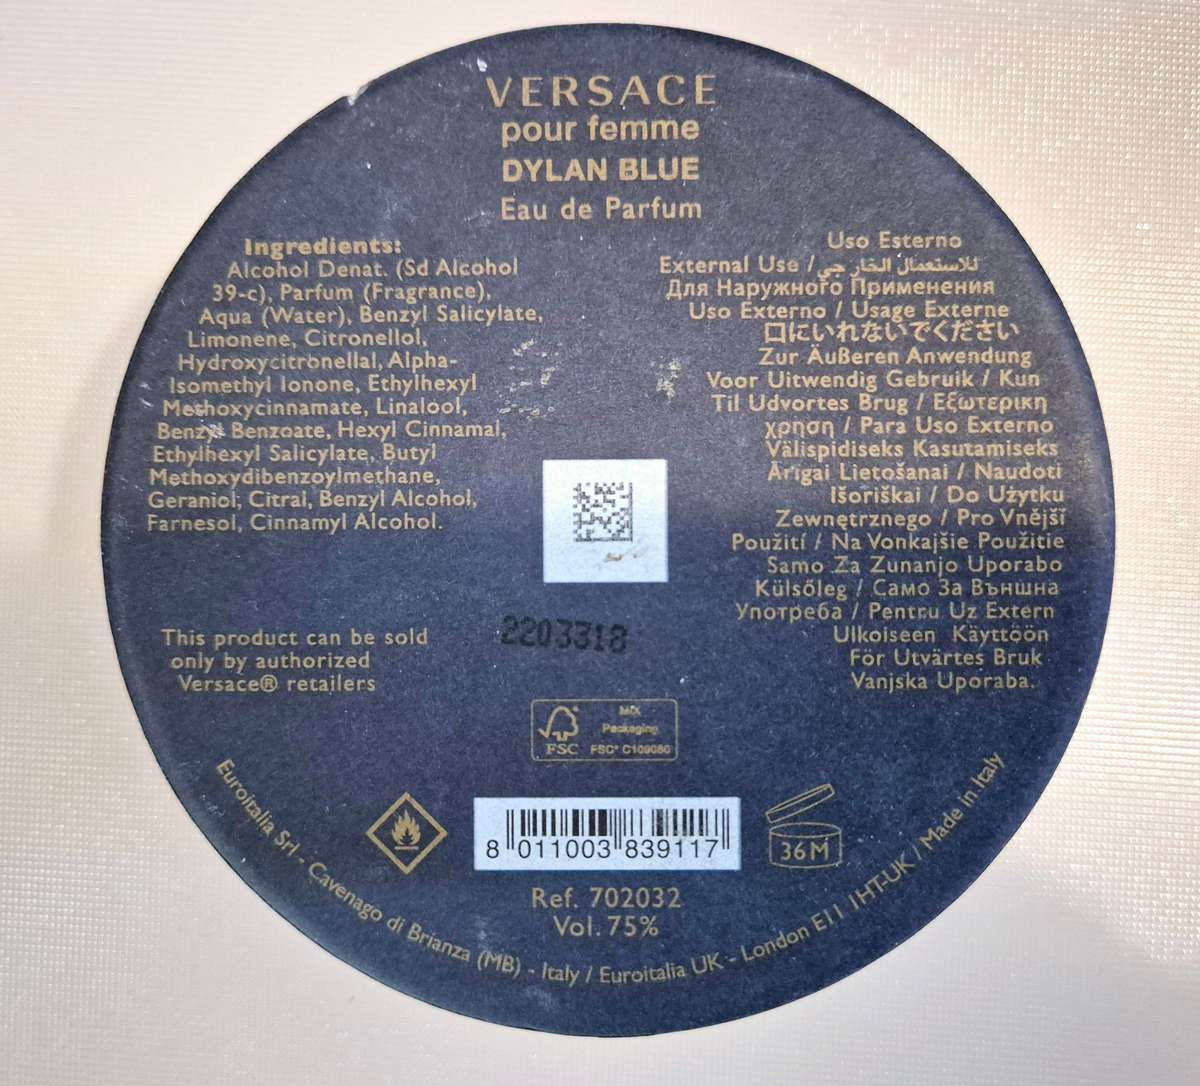 VERSACE
pour femme
DYLAN BLUE
Eau de Parfum
Ingredients:
Alcohol Denat. (Sd Alcohol
39-c), Parfum (Fragrance),
Aqua (Water), Benzyl Salicylate,
Limonene, Citronellol,
Hydroxycitronellal, Alpha-
Isomethyl Ionone, Ethylhexyl
Methoxycinnamate, Linalool,
Benzyl Benzoate, Hexyl Cinnamal,
Ethylhexyl Salicylate, Butyl
Methoxydibenzoylmethane,
Geraniol, Citral, Benzyl Alcohol,
Farnesol, Cinnamyl Alcohol.
Uso Esterno
External Use / للاستعمال الخارجي
Для Наружного Применения
Uso Externo / Usage Externe
口にいれないでください
Zur Äußeren Anwendung
Voor Uitwendig Gebruik / Kun
Til Udvortes Brug / Εξωτερικη
χρηση / Para Uso Externo
Välispidiseks Kasutamiseks
Ārīgai Lietošanai / Naudoti
Išoriškai / Do Użytku
Zewnętrznego / Pro Vnější
Použití / Na Vonkajšie Použitie
Samo Za Zunanjo Uporabo
Külsőleg / Само За Външна
Употреба / Pentru Uz Extern
Ulkoiseen Käyttöön
För Utvärtes Bruk
Vanjska Uporaba.
This product can be sold
only by authorized
Versace® retailers
2203318
FSC
MIX
Packaging
FSC® C109080
8 011003 839117
36M
Ref. 702032
Vol. 75%
Euroitalia Srl - Cavenago di Brianza (MB) - Italy / Euroitalia UK - London E11 1HT-UK / Made in Italy